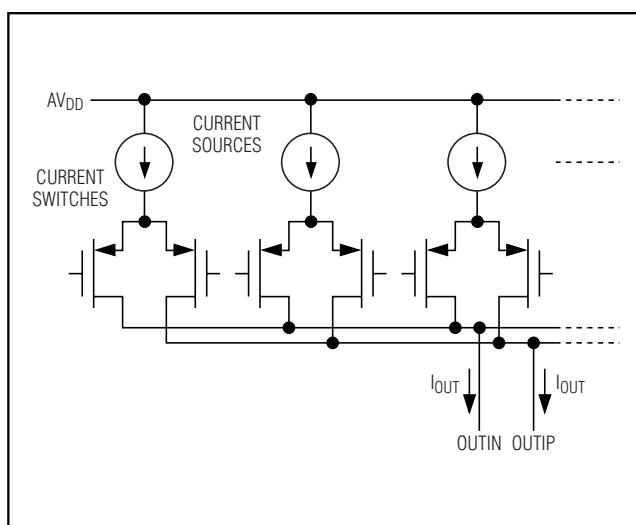 AVDD
CURRENT
SOURCES
CURRENT
SWITCHES
IOUT
IOUT
OUTIN OUTIP